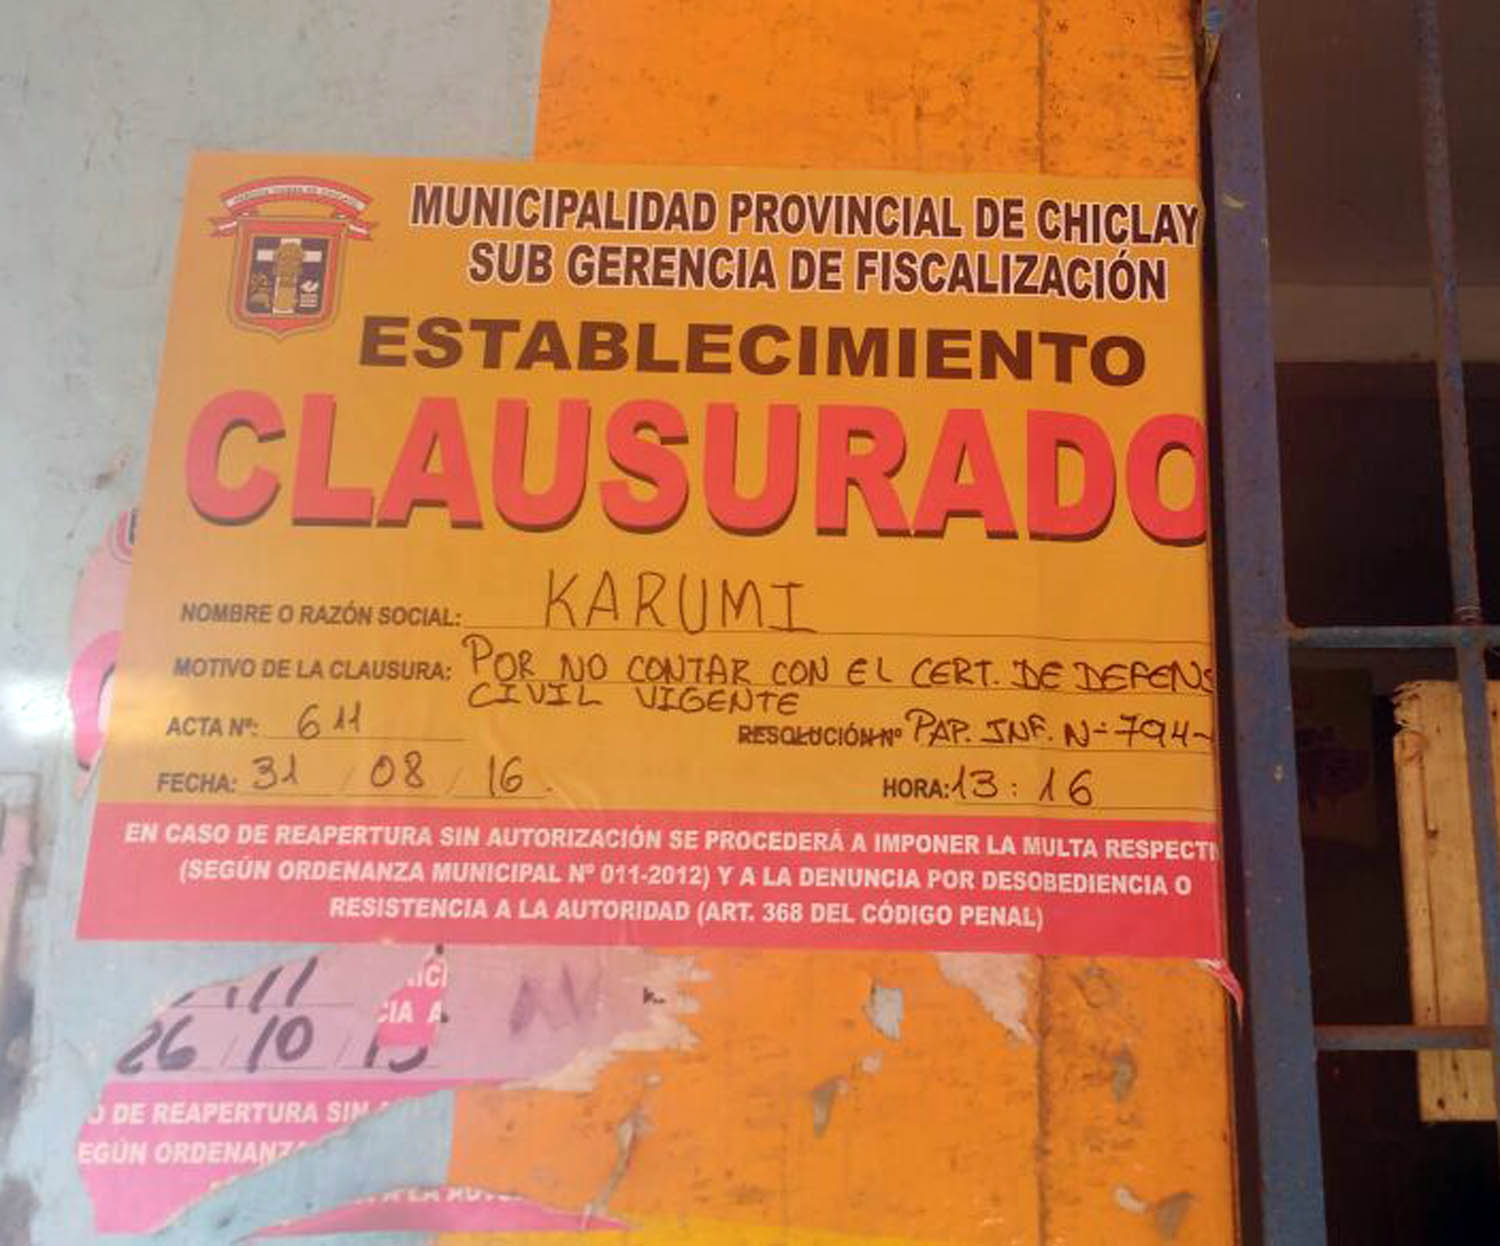 MUNICIPALIDAD PROVINCIAL DE CHICLAY
SUB GERENCIA DE FISCALIZACIÓN
ESTABLECIMIENTO
CLAUSURADO
NOMBRE O RAZÓN SOCIAL: KARUMI
MOTIVO DE LA CLAUSURA: POR NO CONTAR CON EL CERT. DE DEFENS
CIVIL VIGENTE
ACTA Nº: 611 RESOLUCIÓN Nº PAP. INF. N-794-
FECHA: 31 / 08 / 16. HORA: 13:16
EN CASO DE REAPERTURA SIN AUTORIZACIÓN SE PROCEDERÁ A IMPONER LA MULTA RESPECTI
(SEGÚN ORDENANZA MUNICIPAL Nº 011-2012) Y A LA DENUNCIA POR DESOBEDIENCIA O
RESISTENCIA A LA AUTORIDAD (ART. 368 DEL CÓDIGO PENAL)
CIA A
26 / 10 / 15
O DE REAPERTURA SIN
EGÚN ORDENANZ
A LA